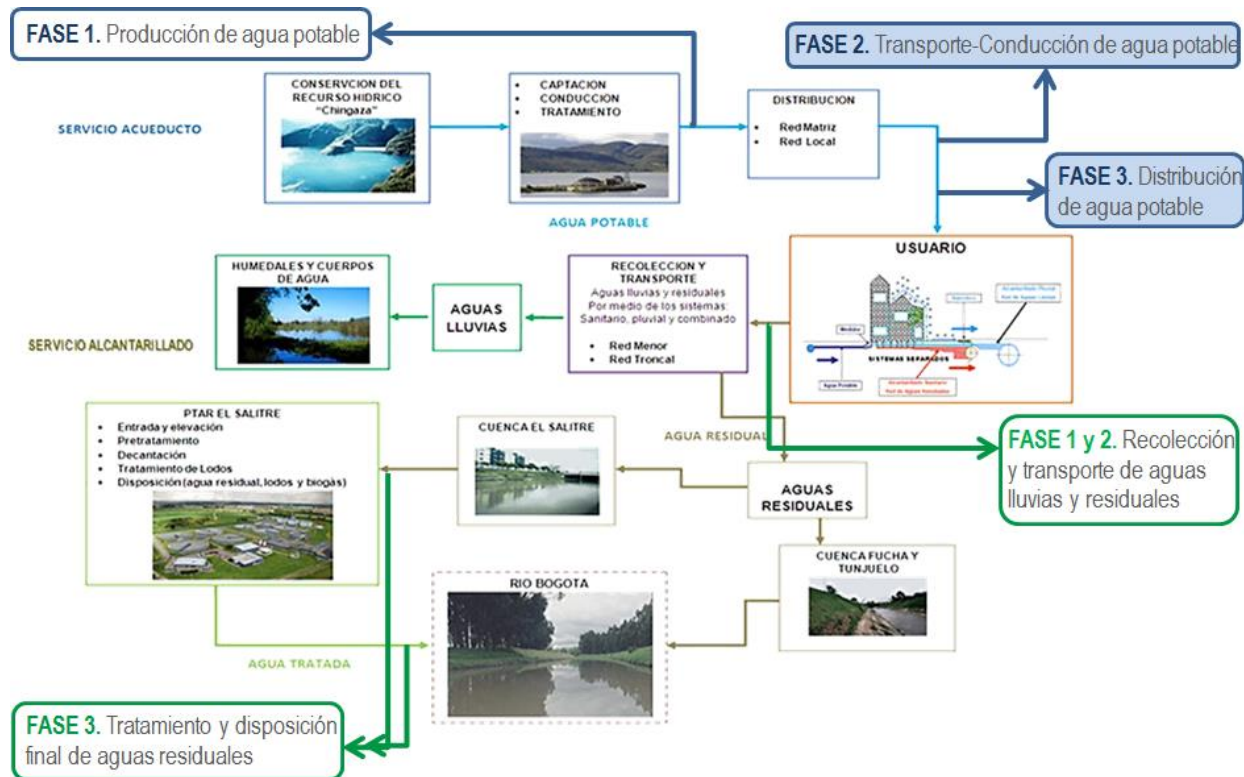 FASE 1. Producción de agua potable
FASE 2. Transporte-Conducción de agua potable
CONSERVCION DEL
RECURSO HIDRICO
"Chingaza"
• CAPTACION
• CONDUCCION
• TRATAMIENTO
DISTRIBUCION
• Red Matriz
• Red Local
SERVICIO ACUEDUCTO
FASE 3. Distribución
de agua potable
AGUA POTABLE
USUARIO
HUMEDALES Y CUERPOS
DE AGUA
AGUAS
LLUVIAS
RECOLECCION Y
TRANSPORTE
Aguas lluvias y residuales
Por medio de los sistemas:
Sanitario, pluvial y combinado
• Red Menor
• Red Troncal
SERVICIO ALCANTARILLADO
Medidor
SISTEMAS SEPARADOS
Agua Potable
PTAR EL SALITRE
• Entrada y elevación
• Pretratamiento
• Decantación
• Tratamiento de Lodos
• Disposición (agua residual, lodos y biogás)
CUENCA EL SALITRE
AGUA RESIDUAL
AGUAS
RESIDUALES
FASE 1 y 2. Recolección
y transporte de aguas
lluvias y residuales
CUENCA FUCHA Y
TUNJUELO
RIO BOGOTA
AGUA TRATADA
FASE 3. Tratamiento y disposición
final de aguas residuales